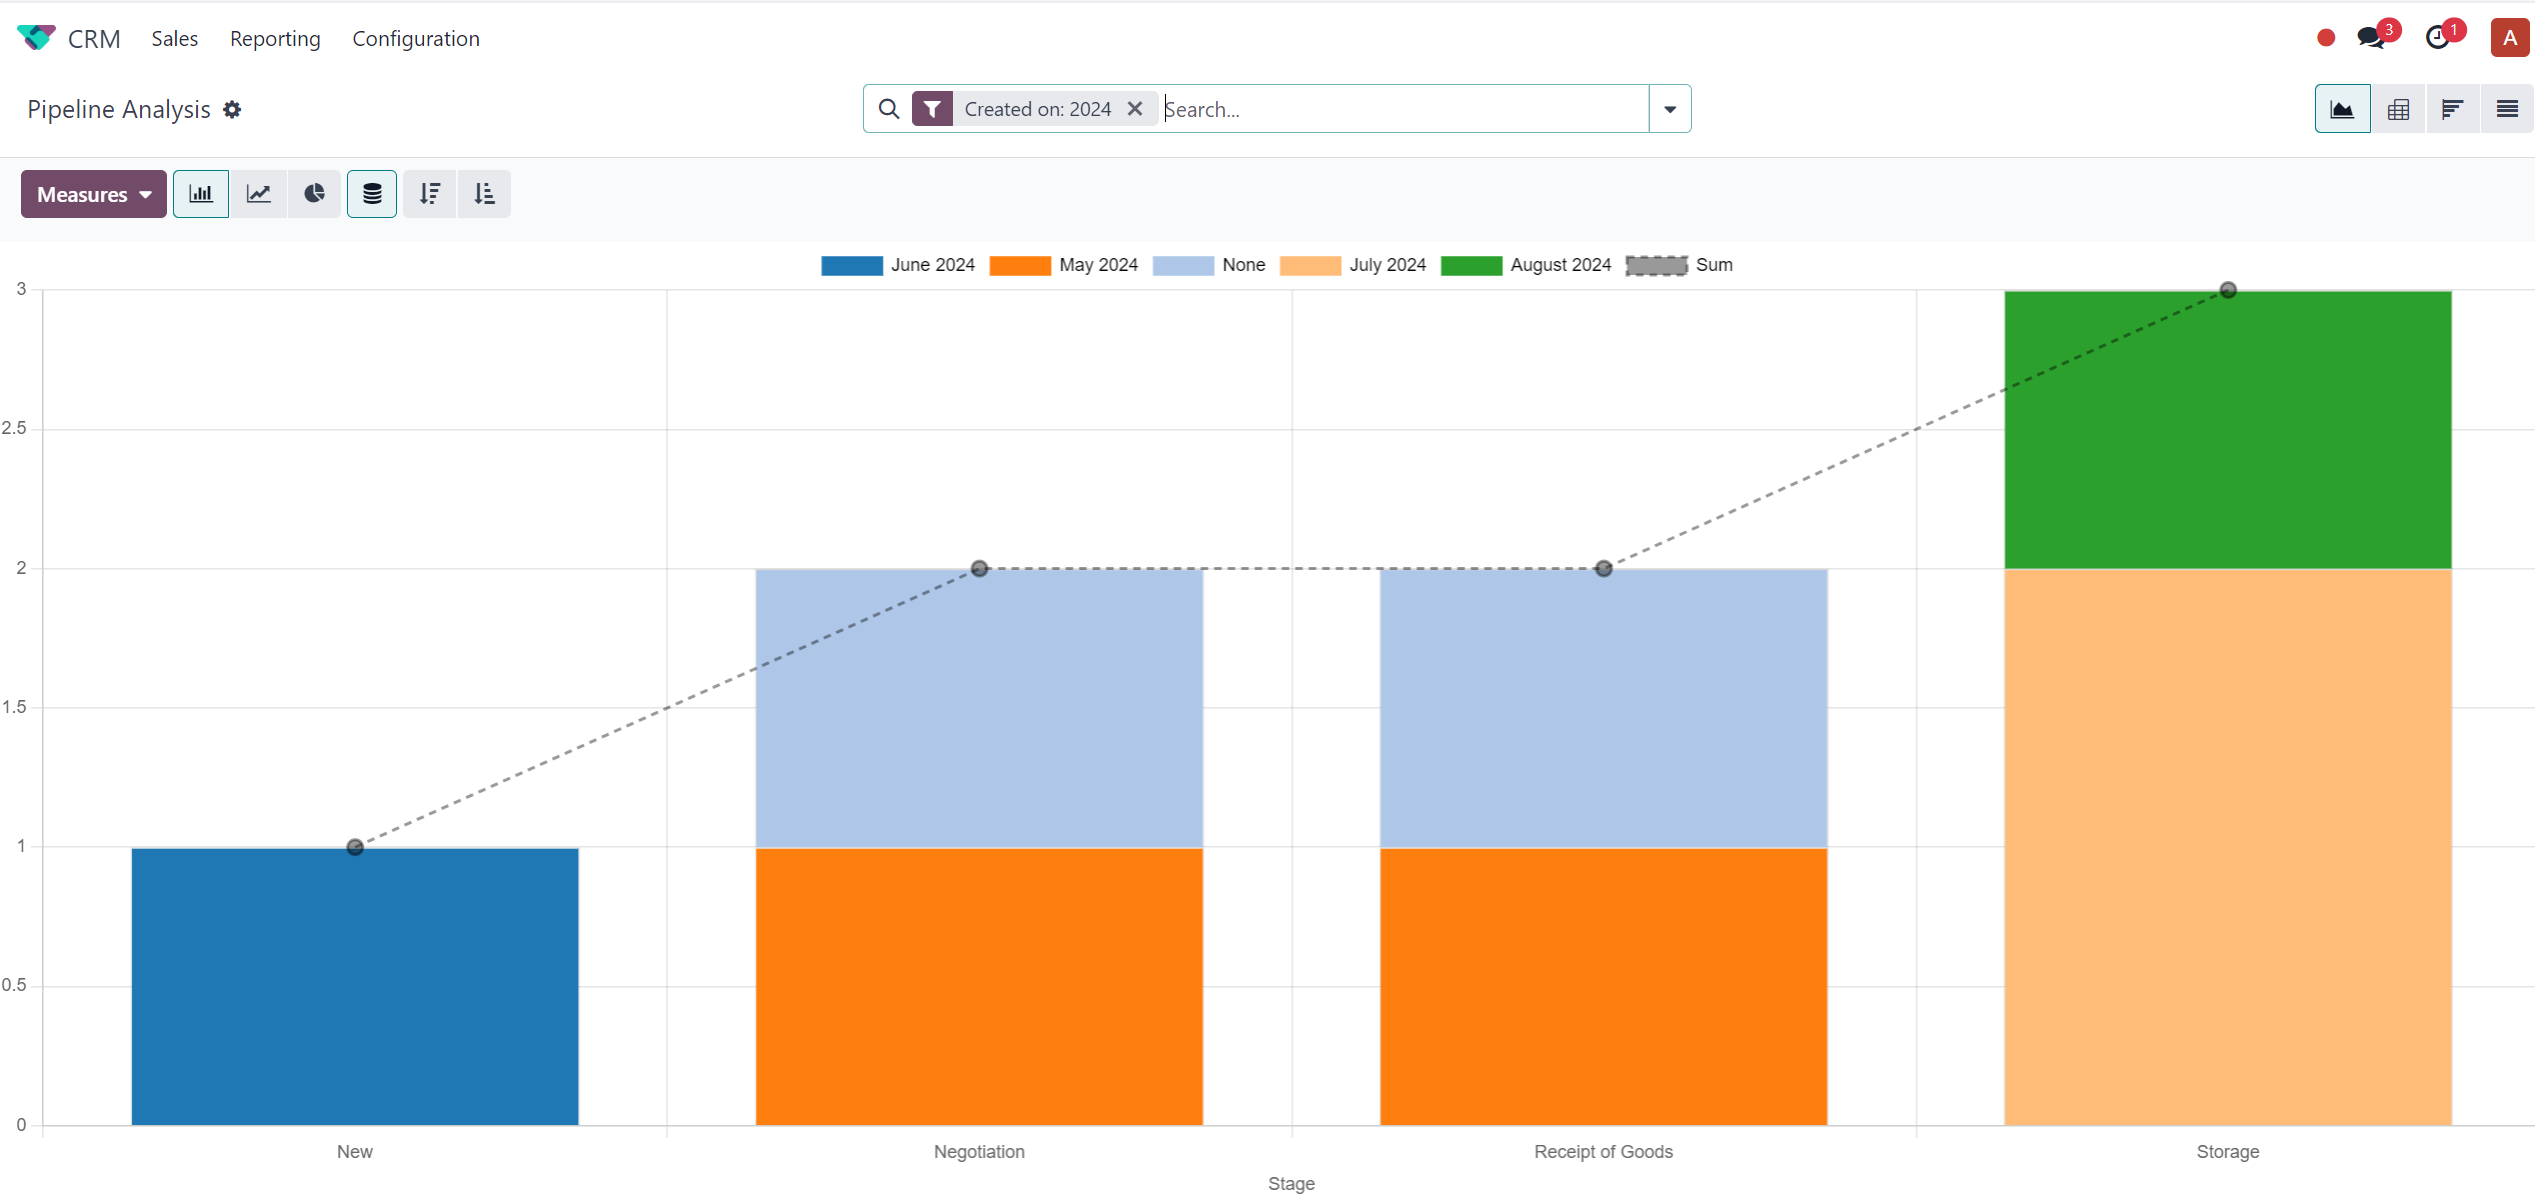 CRM Sales Reporting Configuration 3 1 A
Pipeline Analysis Created on: 2024 Search...
Measures
June 2024 May 2024 None July 2024 August 2024 Sum
3
2.5
2
1.5
1
0.5
0
New Negotiation Receipt of Goods Storage
Stage